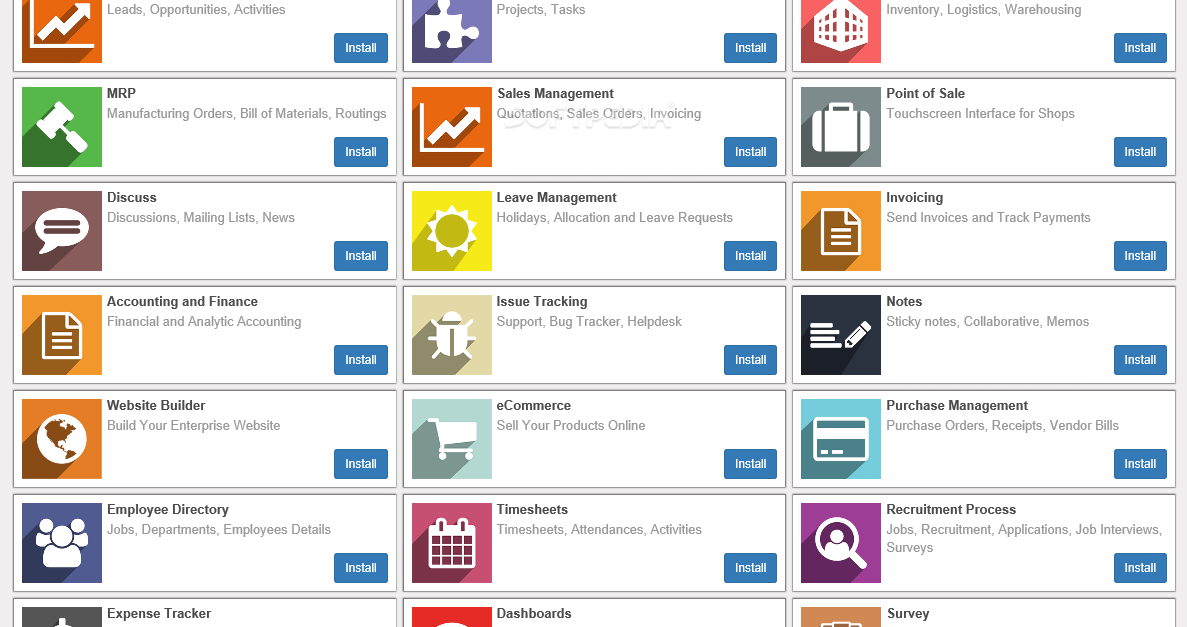 Leads, Opportunities, Activities
Install
Projects, Tasks
Install
Inventory, Logistics, Warehousing
Install
MRP
Manufacturing Orders, Bill of Materials, Routings
Install
Sales Management
Quotations, Sales Orders, Invoicing
SOFTPEDIA
Install
Point of Sale
Touchscreen Interface for Shops
Install
Discuss
Discussions, Mailing Lists, News
Install
Leave Management
Holidays, Allocation and Leave Requests
Install
Invoicing
Send Invoices and Track Payments
Install
Accounting and Finance
Financial and Analytic Accounting
Install
Issue Tracking
Support, Bug Tracker, Helpdesk
Install
Notes
Sticky notes, Collaborative, Memos
Install
Website Builder
Build Your Enterprise Website
Install
eCommerce
Sell Your Products Online
Install
Purchase Management
Purchase Orders, Receipts, Vendor Bills
Install
Employee Directory
Jobs, Departments, Employees Details
Install
Timesheets
Timesheets, Attendances, Activities
Install
Recruitment Process
Jobs, Recruitment, Applications, Job Interviews,
Surveys
Install
Expense Tracker
Dashboards
Survey